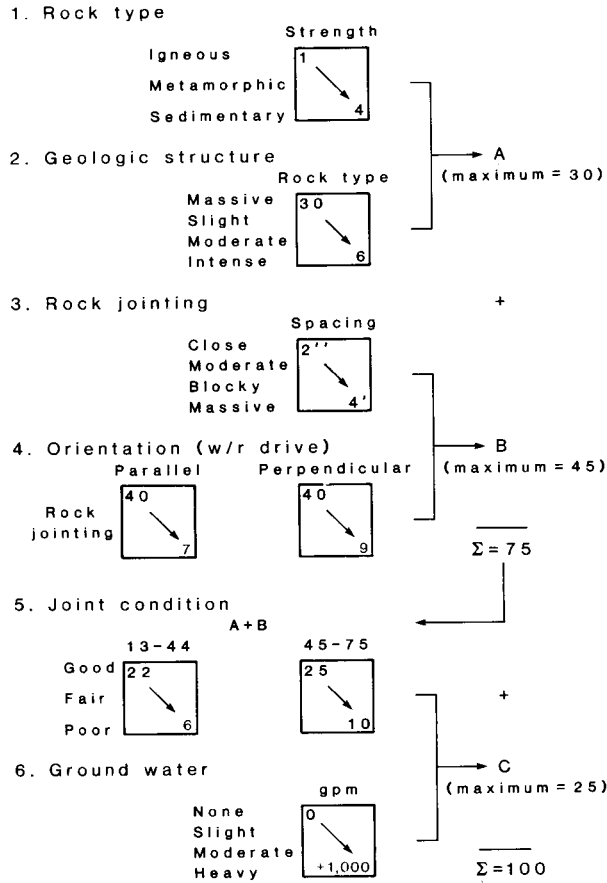 1. Rock type
Strength
Igneous
Metamorphic
Sedimentary
1
4
A
(maximum = 30)
2. Geologic structure
Rock type
Massive
Slight
Moderate
Intense
30
6
3. Rock jointing
+
Spacing
Close
Moderate
Blocky
Massive
2''
4'
4. Orientation (w/r drive)
B
(maximum = 45)
Parallel
Perpendicular
Rock
jointing
40
7
40
9
Σ = 75
5. Joint condition
A+B
13-44
45-75
Good
Fair
Poor
22
6
25
10
+
6. Ground water
C
(maximum = 25)
gpm
None
Slight
Moderate
Heavy
0
+1,000
Σ=100